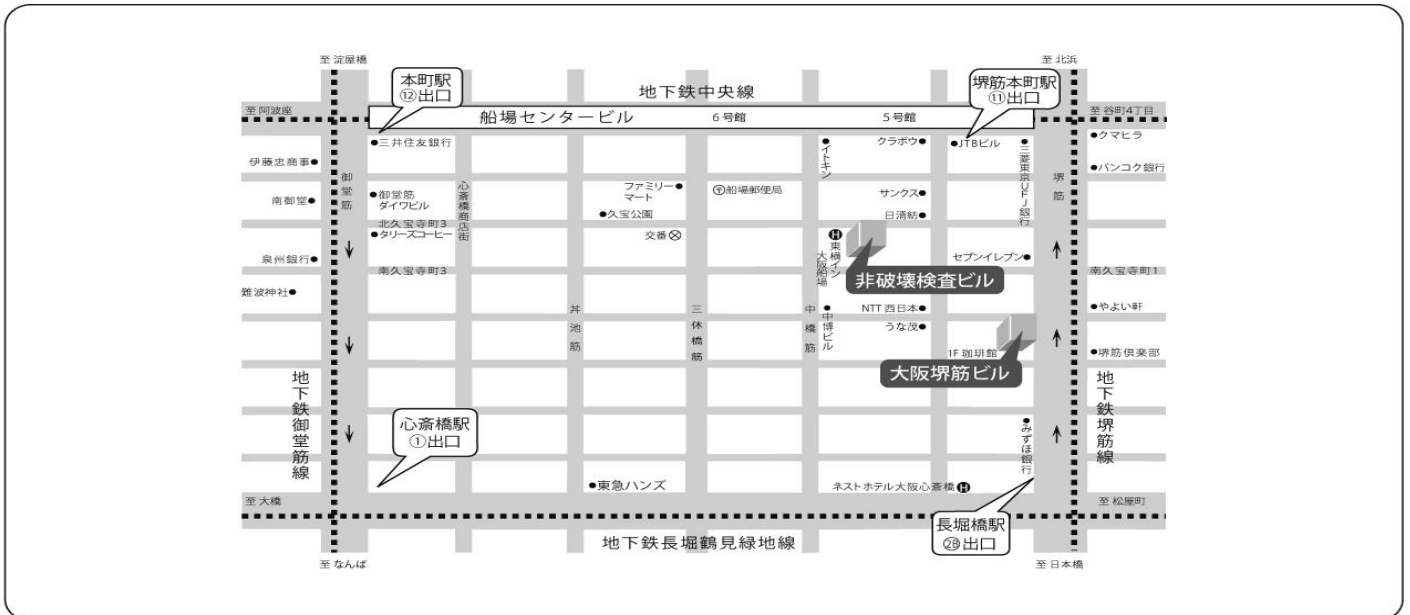 至 淀屋橋
至 北浜
本町駅
⑫出口
地下鉄中央線
堺筋本町駅
⑪出口
至 阿波座
船場センタービル
6号館
5号館
至 谷町4丁目
●三井住友銀行
●イトキン
クラボウ●
●JTBビル
●三菱東京UFJ銀行
●クマヒラ
伊藤忠商事●
●バンコク銀行
御堂筋
心斎橋商店街
堺筋
ファミリー●
マート
〒船場郵便局
サンクス●
南御堂●
●御堂筋
ダイワビル
●久宝公園
日清紡●
北久宝寺町3
●タリーズコーヒー
交番
H東横イン
大阪船場
泉州銀行●
セブンイレブン●
南久宝寺町3
非破壊検査ビル
南久宝寺町1
難波神社●
丼池筋
三休橋筋
中橋筋
●中博ビル
NTT 西日本●
●やよい軒
うな茂●
1F 珈琲館
●堺筋倶楽部
大阪堺筋ビル
地下鉄御堂筋線
地下鉄堺筋線
心斎橋駅
①出口
●みずほ銀行
●東急ハンズ
ネストホテル大阪心斎橋H
至 大橋
至 松屋町
長堀橋駅
②B出口
地下鉄長堀鶴見緑地線
至 なんば
至 日本橋